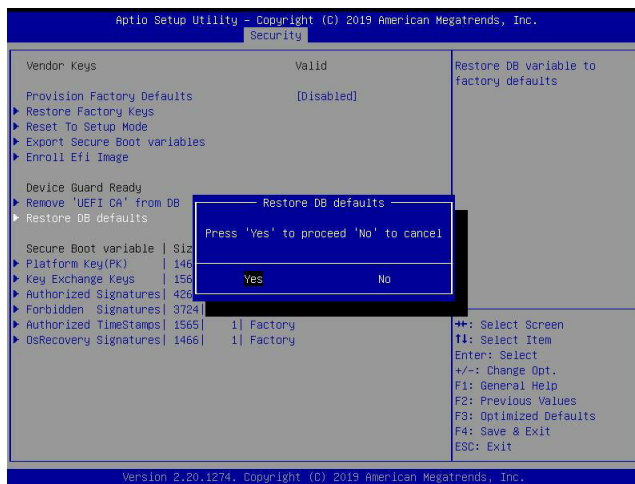 Aptio Setup Utility – Copyright (C) 2019 American Megatrends, Inc.
Security
Vendor Keys Valid
Provision Factory Defaults [Disabled]
Restore Factory Keys
Reset To Setup Mode
Export Secure Boot variables
Enroll Efi Image
Device Guard Ready
Remove 'UEFI CA' from DB
Restore DB defaults
Secure Boot variable | Siz
Platform Key(PK) | 146
Key Exchange Keys | 156
Authorized Signatures| 426
Forbidden Signatures| 3724|
Authorized TimeStamps| 1565| 1| Factory
OsRecovery Signatures| 1466| 1| Factory
Restore DB defaults
Press 'Yes' to proceed 'No' to cancel
Yes No
Restore DB variable to
factory defaults
→←: Select Screen
↑↓: Select Item
Enter: Select
+/-: Change Opt.
F1: General Help
F2: Previous Values
F3: Optimized Defaults
F4: Save & Exit
ESC: Exit
Version 2.20.1274. Copyright (C) 2019 American Megatrends, Inc.